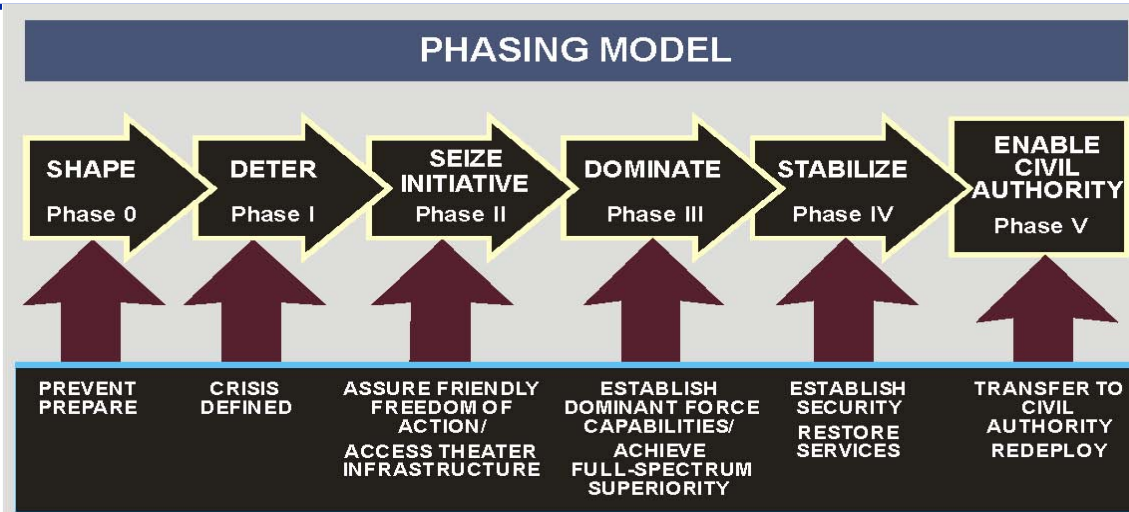 PHASING MODEL
SHAPE
Phase 0
DETER
Phase I
SEIZE
INITIATIVE
Phase II
DOMINATE
Phase III
STABILIZE
Phase IV
ENABLE
CIVIL
AUTHORITY
Phase V
PREVENT
PREPARE
CRISIS
DEFINED
ASSURE FRIENDLY
FREEDOM OF
ACTION/
ACCESS THEATER
INFRASTRUCTURE
ESTABLISH
DOMINANT FORCE
CAPABILITIES/
ACHIEVE
FULL-SPECTRUM
SUPERIORITY
ESTABLISH
SECURITY
RESTORE
SERVICES
TRANSFER TO
CIVIL
AUTHORITY
REDEPLOY